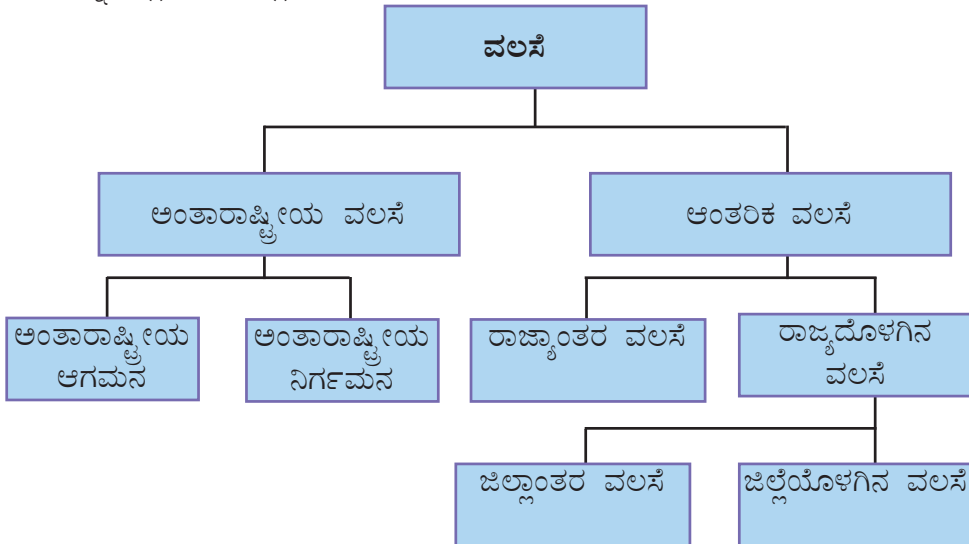 ವಲಸೆ
ಅಂತಾರಾಷ್ಟ್ರೀಯ ವಲಸೆ
ಆಂತರಿಕ ವಲಸೆ
ಅಂತಾರಾಷ್ಟ್ರೀಯ
ಆಗಮನ
ಅಂತಾರಾಷ್ಟ್ರೀಯ
ನಿರ್ಗಮನ
ರಾಜ್ಯಾಂತರ ವಲಸೆ
ರಾಜ್ಯದೊಳಗಿನ
ವಲಸೆ
ಜಿಲ್ಲಾಂತರ ವಲಸೆ
ಜಿಲ್ಲೆಯೊಳಗಿನ ವಲಸೆ